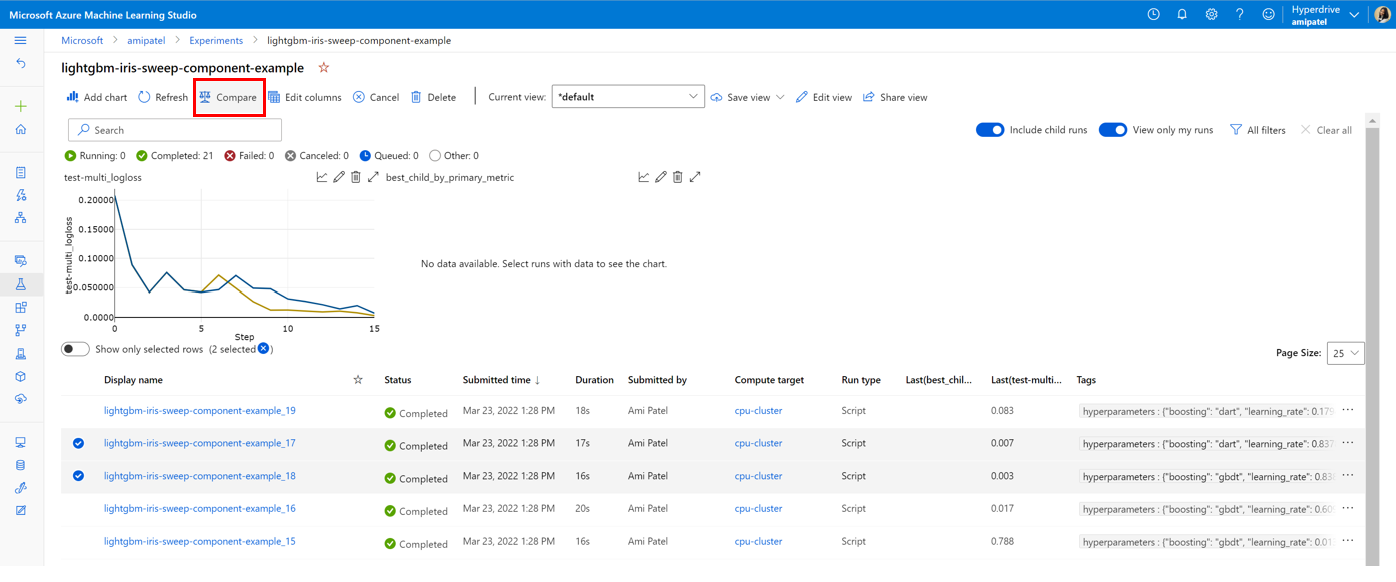 Microsoft Azure Machine Learning Studio
Hyperdrive
amipatel
Microsoft > amipatel > Experiments > lightgbm-iris-sweep-component-example
lightgbm-iris-sweep-component-example
Add chart Refresh Compare Edit columns Cancel Delete Current view: *default Save view Edit view Share view
Search
Include child runs View only my runs All filters Clear all
Running: 0 Completed: 21 Failed: 0 Canceled: 0 Queued: 0 Other: 0
test-multi_logloss best_child_by_primary_metric
0.20000
0.15000
0.10000
0.050000
0.0000
test-multi_logloss
0 5 10 15
Step
No data available. Select runs with data to see the chart.
Show only selected rows (2 selected )
Page Size: 25
Display name Status Submitted time ↓ Duration Submitted by Compute target Run type Last(best_chil... Last(test-multi... Tags
lightgbm-iris-sweep-component-example_19 Completed Mar 23, 2022 1:28 PM 18s Ami Patel cpu-cluster Script 0.083 hyperparameters : {"boosting": "dart", "learning_rate": 0.179 ...
lightgbm-iris-sweep-component-example_17 Completed Mar 23, 2022 1:28 PM 17s Ami Patel cpu-cluster Script 0.007 hyperparameters : {"boosting": "dart", "learning_rate": 0.837 ...
lightgbm-iris-sweep-component-example_18 Completed Mar 23, 2022 1:28 PM 16s Ami Patel cpu-cluster Script 0.003 hyperparameters : {"boosting": "gbdt", "learning_rate": 0.83 ...
lightgbm-iris-sweep-component-example_16 Completed Mar 23, 2022 1:28 PM 20s Ami Patel cpu-cluster Script 0.017 hyperparameters : {"boosting": "gbdt", "learning_rate": 0.60 ...
lightgbm-iris-sweep-component-example_15 Completed Mar 23, 2022 1:28 PM 16s Ami Patel cpu-cluster Script 0.788 hyperparameters : {"boosting": "gbdt", "learning_rate": 0.01 ...